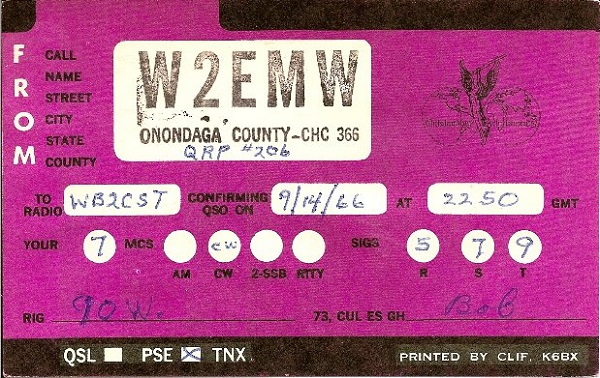 FROM
CALL
NAME
STREET
CITY
STATE
COUNTY
W2EMW
ONONDAGA COUNTY-CHC 366
QRP #206
TO RADIO WB2CST CONFIRMING QSO ON 9/14/66 AT 2250 GMT
YOUR 7 MCS CW SIGS 5 7 9
AM CW 2-SSB RTTY R S T
RIG 90W. 73, CUL ES GH Bob
QSL PSE X TNX PRINTED BY CLIF, K6BX